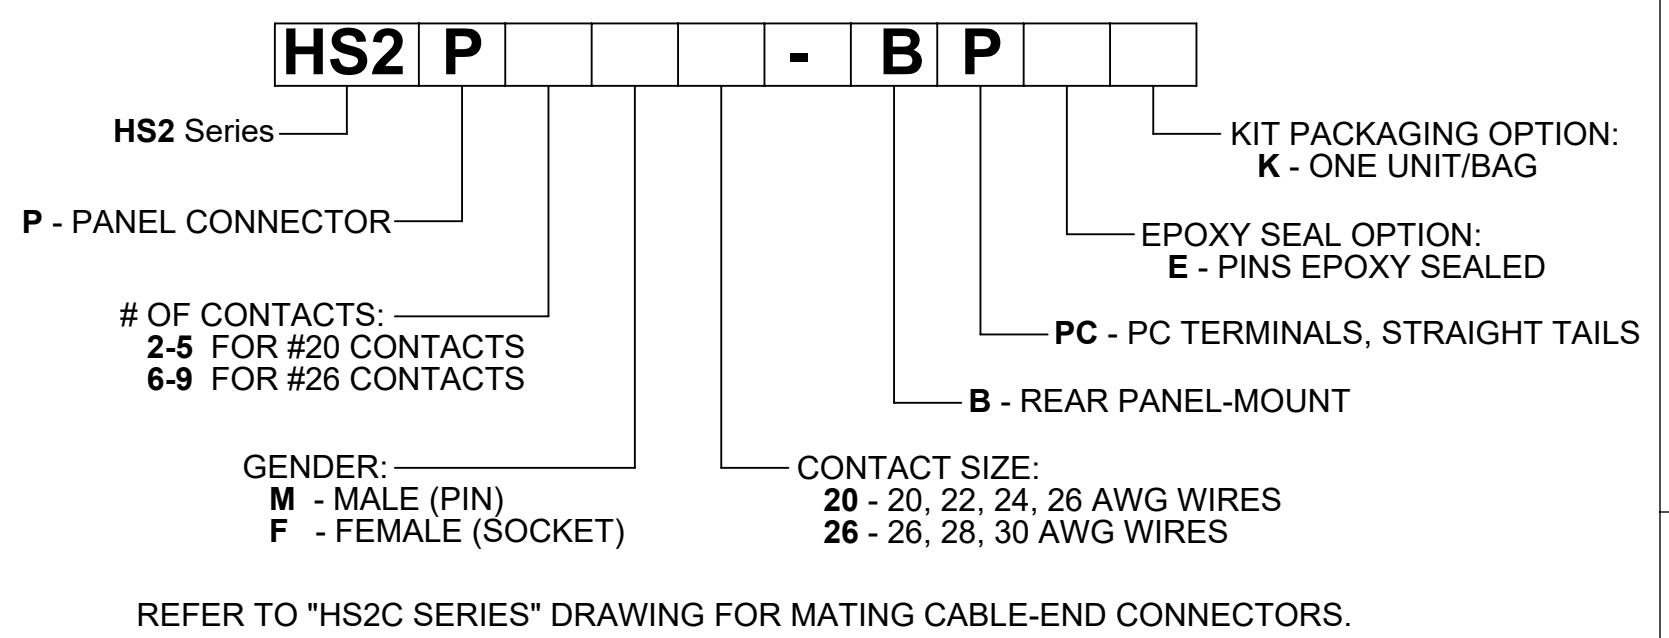 HS2 P - B P
HS2 Series
KIT PACKAGING OPTION:
K - ONE UNIT/BAG
P - PANEL CONNECTOR
EPOXY SEAL OPTION:
E - PINS EPOXY SEALED
# OF CONTACTS:
2-5 FOR #20 CONTACTS
6-9 FOR #26 CONTACTS
PC - PC TERMINALS, STRAIGHT TAILS
B - REAR PANEL-MOUNT
GENDER:
M - MALE (PIN)
F - FEMALE (SOCKET)
CONTACT SIZE:
20 - 20, 22, 24, 26 AWG WIRES
26 - 26, 28, 30 AWG WIRES
REFER TO "HS2C SERIES" DRAWING FOR MATING CABLE-END CONNECTORS.